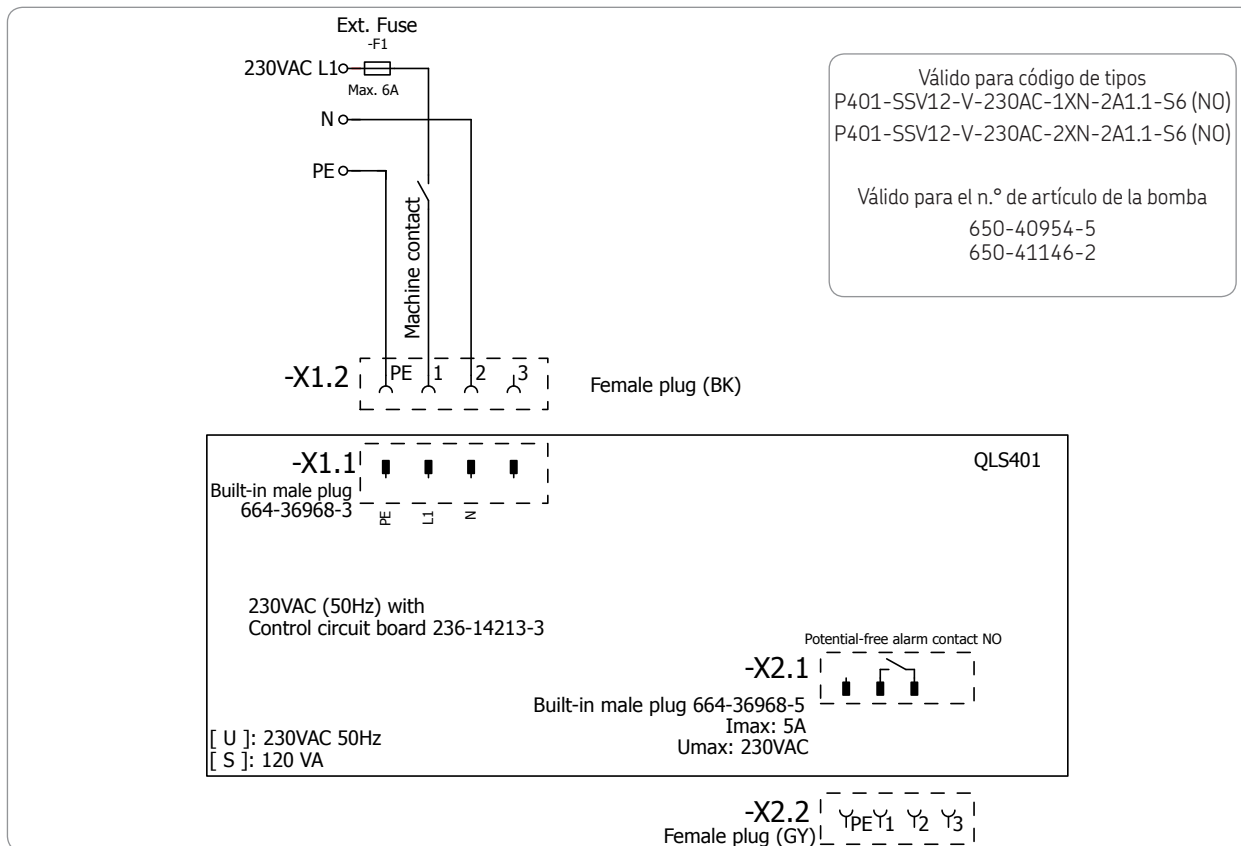 Ext. Fuse
-F1
230VAC L1
Max. 6A
N
PE
Machine contact
Válido para código de tipos
P401-SSV12-V-230AC-1XN-2A1.1-S6 (NO)
P401-SSV12-V-230AC-2XN-2A1.1-S6 (NO)
Válido para el n.º de artículo de la bomba
650-40954-5
650-41146-2
-X1.2
PE 1 2 3
Female plug (BK)
-X1.1
Built-in male plug
664-36968-3
PE L1 N
QLS401
230VAC (50Hz) with
Control circuit board 236-14213-3
Potential-free alarm contact NO
-X2.1
Built-in male plug 664-36968-5
Imax: 5A
Umax: 230VAC
[ U ]: 230VAC 50Hz
[ S ]: 120 VA
-X2.2
Female plug (GY)
PE 1 2 3